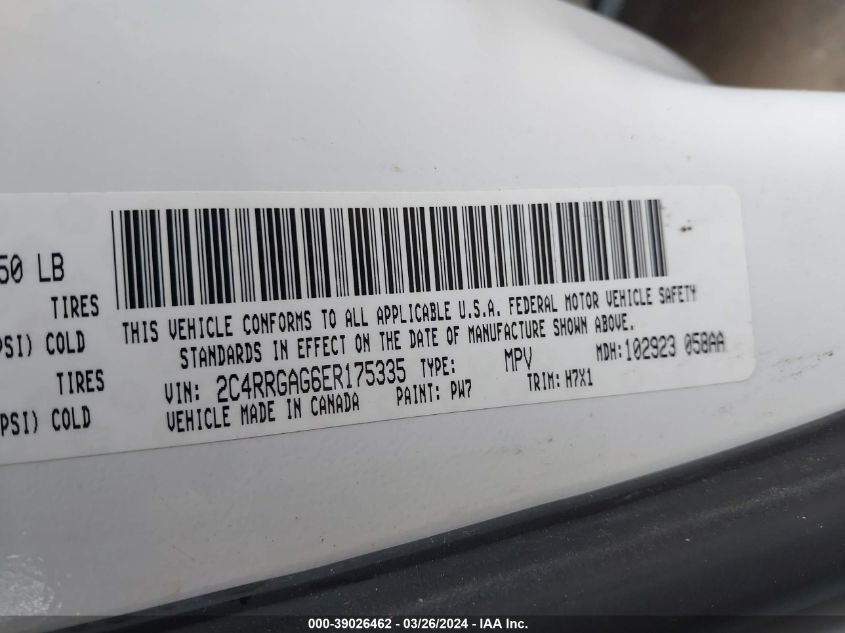 50 LB
TIRES
PSI) COLD
TIRES
PSI) COLD
THIS VEHICLE CONFORMS TO ALL APPLICABLE U.S.A. FEDERAL MOTOR VEHICLE SAFETY
STANDARDS IN EFFECT ON THE DATE OF MANUFACTURE SHOWN ABOVE.
VIN: 2C4RRGAG6ER175335 TYPE: MPV MDH:102923 058AA
VEHICLE MADE IN CANADA PAINT: PW7 TRIM: H7X1
000-39026462 - 03/26/2024 - IAA Inc.